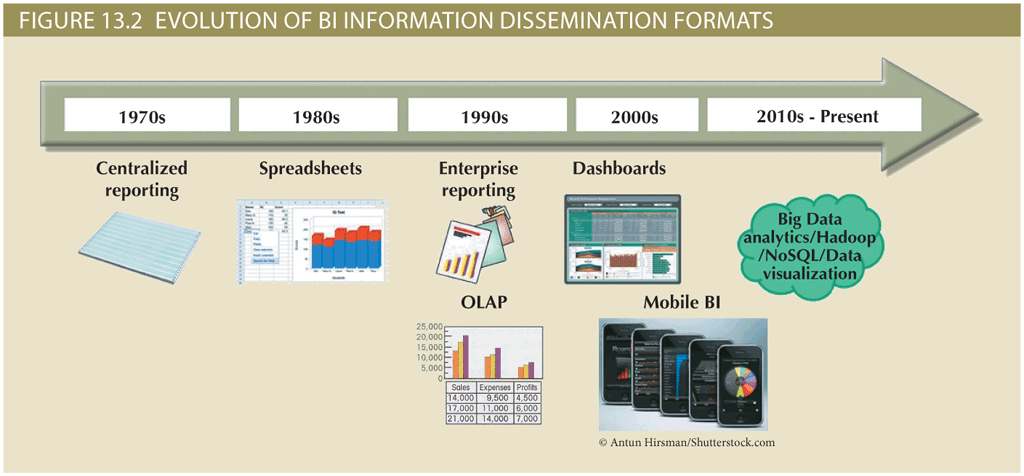 FIGURE 13.2 EVOLUTION OF BI INFORMATION DISSEMINATION FORMATS
1970s
1980s
1990s
2000s
2010s - Present
Centralized
reporting
Spreadsheets
Enterprise
reporting
Dashboards
IQ Test
Students
Big Data
analytics/Hadoop
/NoSQL/Data
visualization
OLAP
25,000
20,000
15,000
10,000
5,000
0
Sales Expenses Profits
14,000 9,500 4,500
17,000 11,000 6,000
21,000 14,000 7,000
Mobile BI
© Antun Hirsman/Shutterstock.com